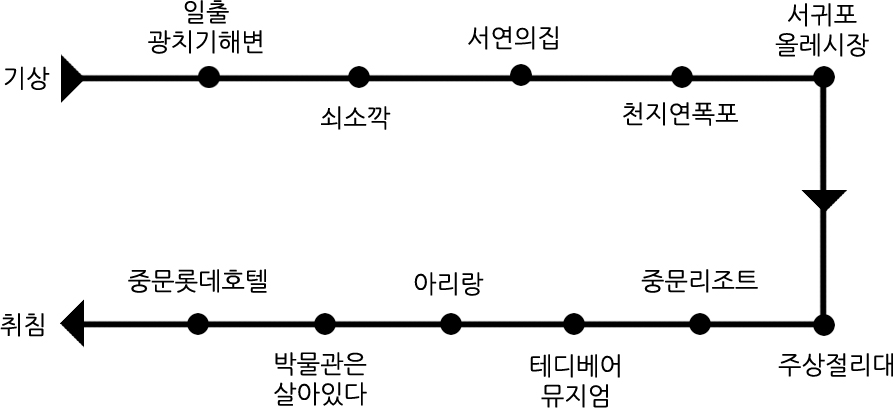 기상
일출
광치기해변
쇠소깍
서연의집
천지연폭포
서귀포
올레시장
주상절리대
중문리조트
테디베어
뮤지엄
아리랑
박물관은
살아있다
중문롯데호텔
취침